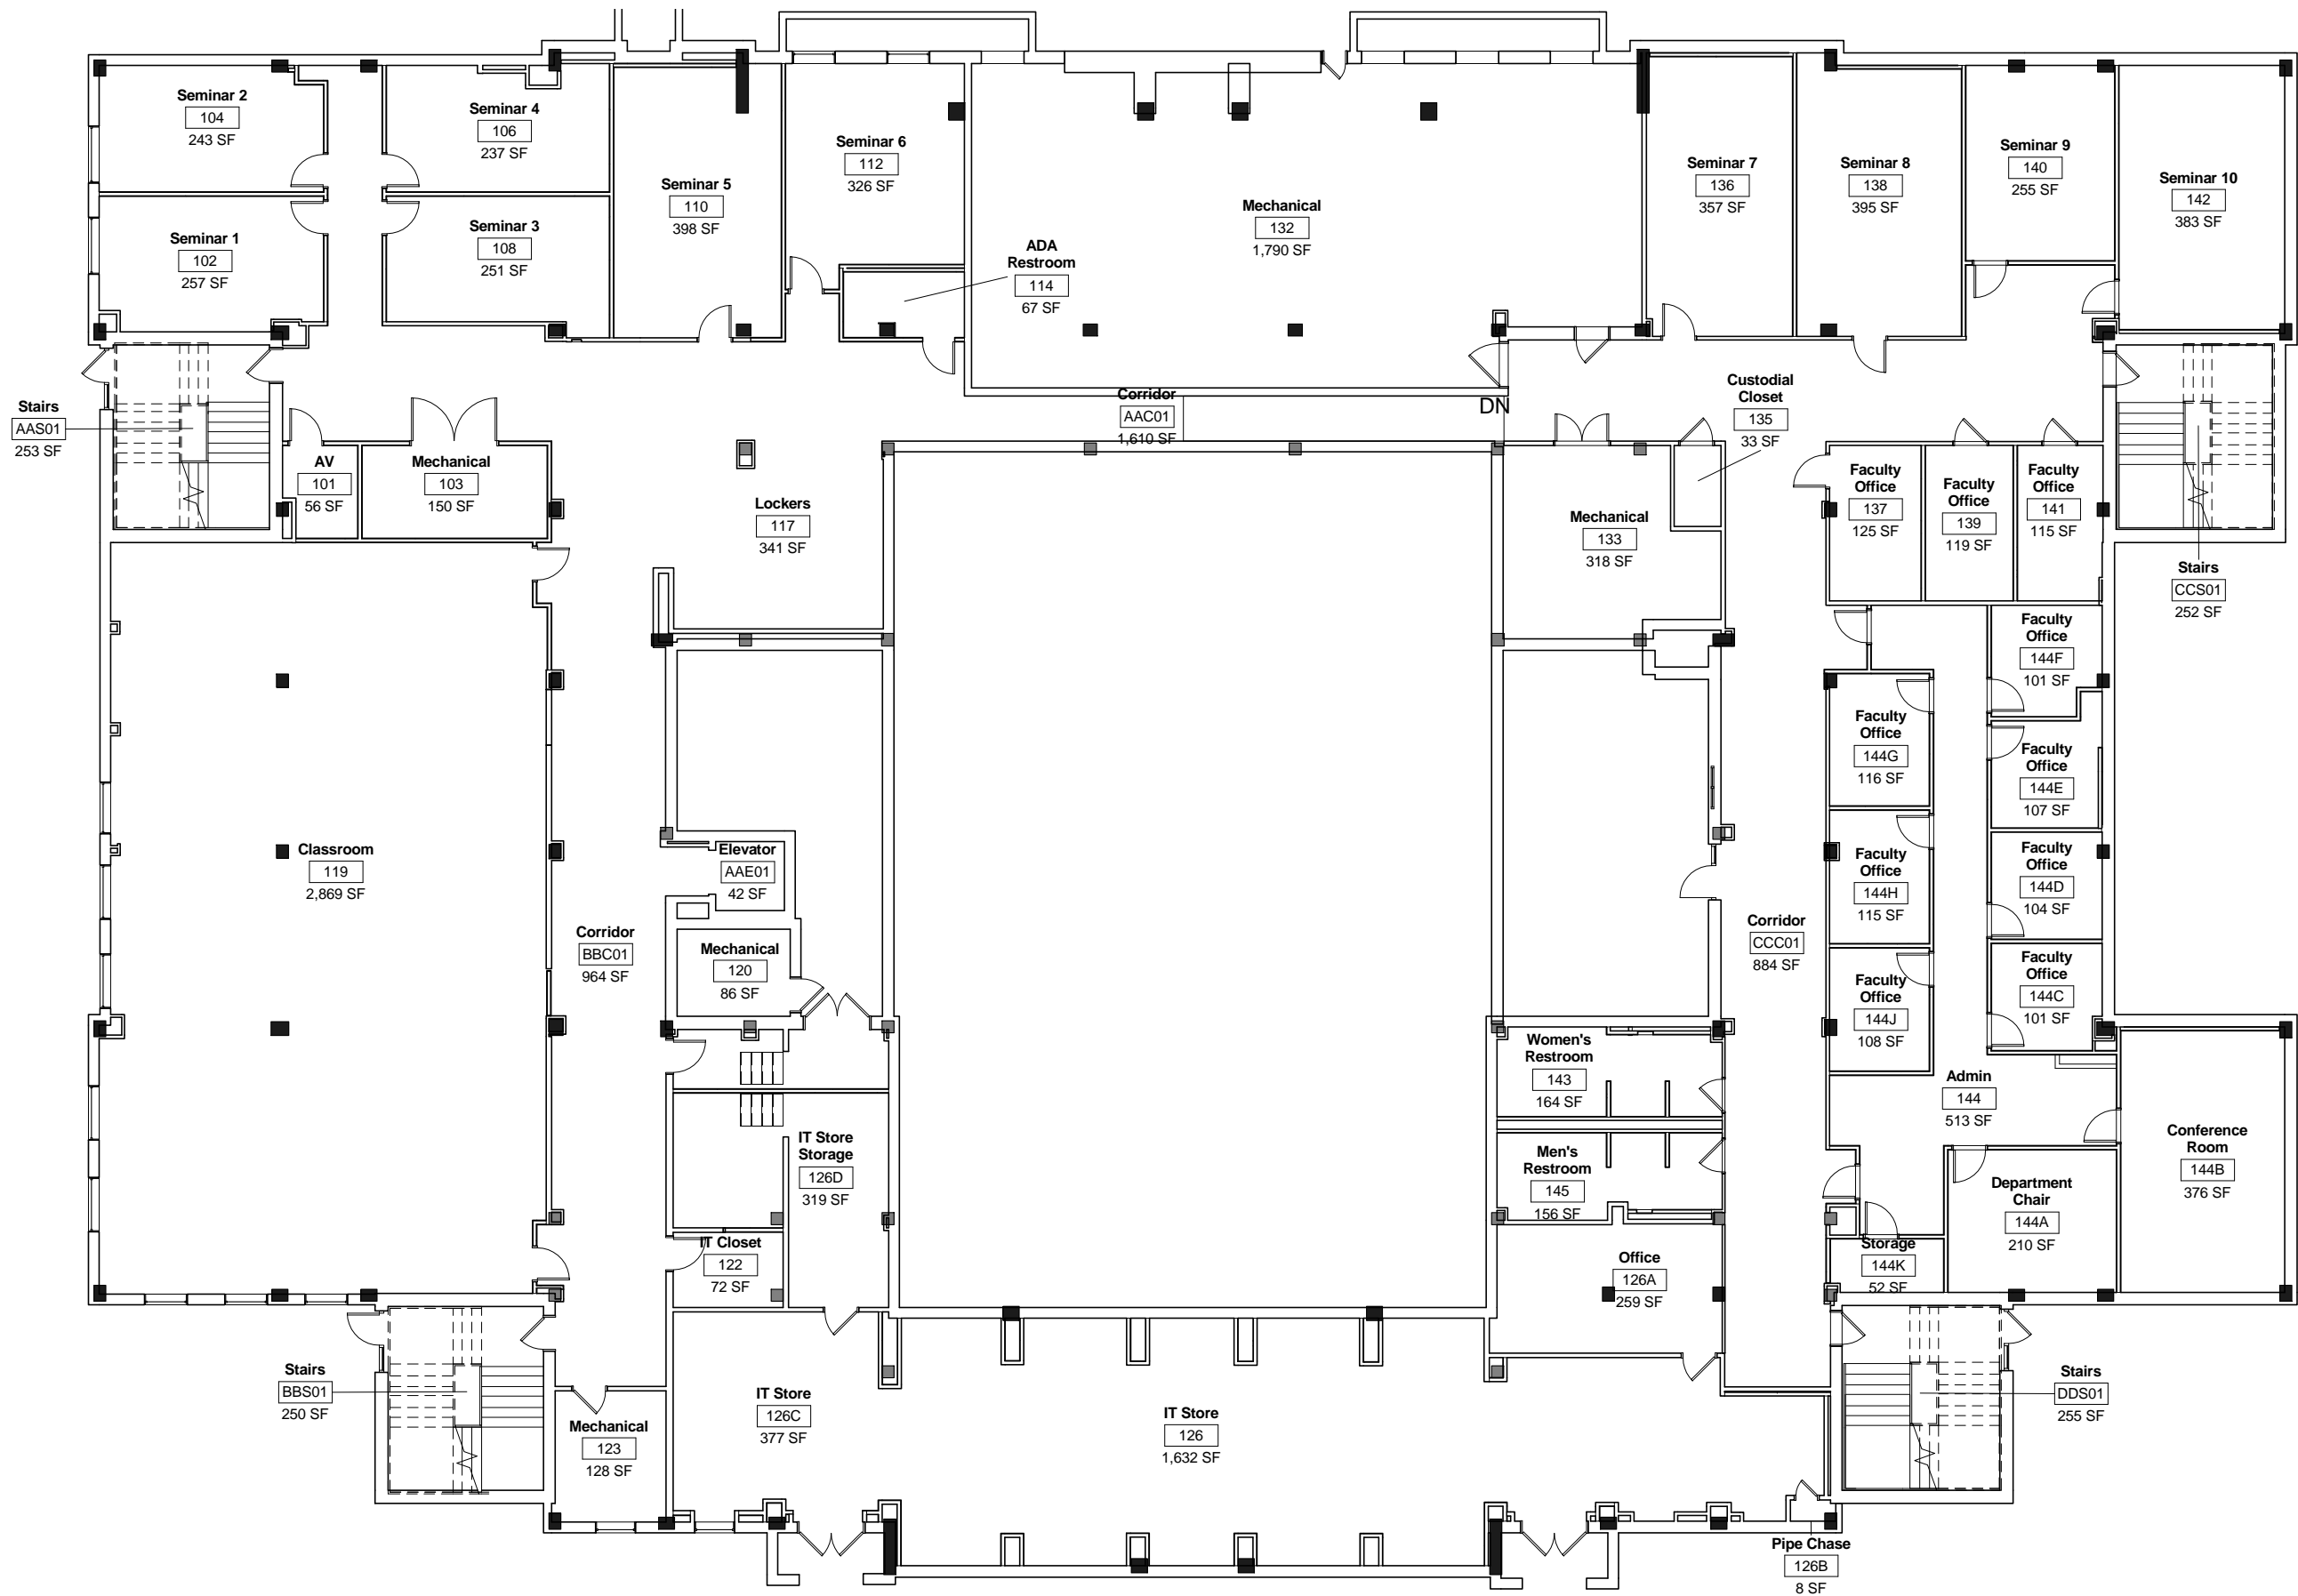 Seminar 2
104
243 SF
Seminar 4
106
237 SF
Seminar 5
110
398 SF
Seminar 6
112
326 SF
Mechanical
132
1,790 SF
Seminar 7
136
357 SF
Seminar 8
138
395 SF
Seminar 9
140
255 SF
Seminar 10
142
383 SF
Seminar 1
102
257 SF
Seminar 3
108
251 SF
ADA
Restroom
114
67 SF
Stairs
AAS01
253 SF
AV
101
56 SF
Mechanical
103
150 SF
Lockers
117
341 SF
Corridor
AAC01
1,610 SF
DN
Custodial
Closet
135
33 SF
Mechanical
133
318 SF
Faculty
Office
137
125 SF
Faculty
Office
139
119 SF
Faculty
Office
141
115 SF
Stairs
CCS01
252 SF
Faculty
Office
144F
101 SF
Faculty
Office
144G
116 SF
Faculty
Office
144E
107 SF
Classroom
119
2,869 SF
Elevator
AAE01
42 SF
Faculty
Office
144H
115 SF
Faculty
Office
144D
104 SF
Corridor
BBC01
964 SF
Mechanical
120
86 SF
Corridor
CCC01
884 SF
Faculty
Office
144J
108 SF
Faculty
Office
144C
101 SF
Women's
Restroom
143
164 SF
Admin
144
513 SF
IT Store
Storage
126D
319 SF
Men's
Restroom
145
156 SF
Conference
Room
144B
376 SF
Department
Chair
144A
210 SF
IT Closet
122
72 SF
Office
126A
259 SF
Storage
144K
52 SF
Stairs
BBS01
250 SF
Mechanical
123
128 SF
IT Store
126C
377 SF
IT Store
126
1,632 SF
Stairs
DDS01
255 SF
Pipe Chase
126B
8 SF